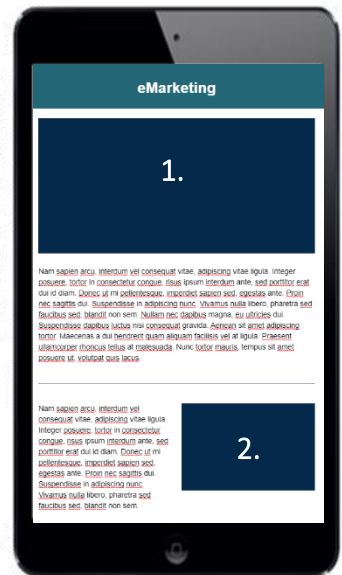 eMarketing
1.
Nam sapien arcu, interdum vel consequat vitae, adipiscing vitae ligula. Integer
posuere, tortor in consectetur congue, risus ipsum interdum ante, sed porttitor erat
dui id diam. Donec ut mi pellentesque, imperdiet sapien sed, egestas ante. Proin
nec sagittis dui. Suspendisse in adipiscing nunc. Vivamus nulla libero, pharetra sed
faucibus sed, blandit non sem. Nullam nec dapibus magna, eu ultricies dui.
Suspendisse dapibus luctus nisi consequat gravida. Aenean sit amet adipiscing
tortor. Maecenas a dui hendrerit quam aliquam facilisis vel at ligula. Praesent
ullamcorper rhoncus tellus at malesuada. Nunc tortor mauris, tempus sit amet
posuere ut, volutpat quis lacus.
Nam sapien arcu, interdum vel
consequat vitae, adipiscing vitae ligula.
Integer posuere, tortor in consectetur
congue, risus ipsum interdum ante, sed
porttitor erat dui id diam. Donec ut mi
pellentesque, imperdiet sapien sed,
egestas ante. Proin nec sagittis dui.
Suspendisse in adipiscing nunc.
Vivamus nulla libero, pharetra sed
faucibus sed, blandit non sem.
2.